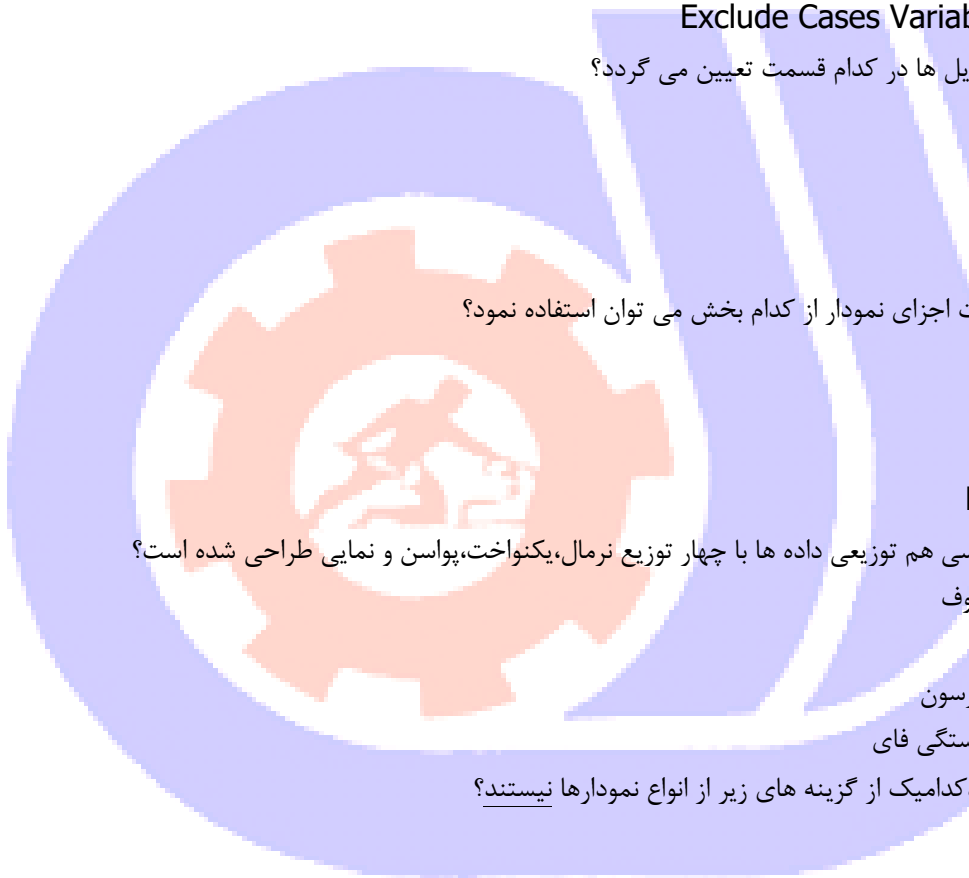 Exclude Cases Variab
ها در کدام قسمت تعیین می گردد؟
اجزای نمودار از کدام بخش می توان استفاده نمود؟
هم توزیعی داده ها با چهار توزیع نرمال،یکنواخت،پواسن و نمایی طراحی شده است؟
وف
رسون
ستگی فای
کدامیک از گزینه های زیر از انواع نمودارها نیستند؟